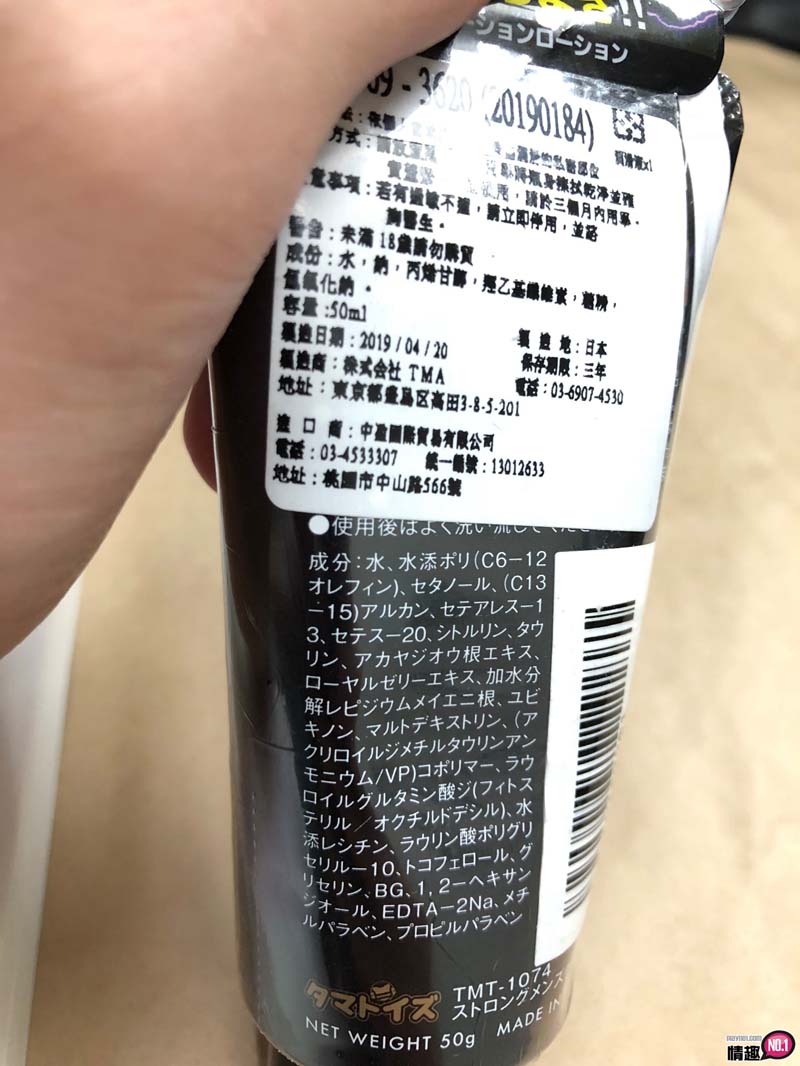 !!
ションローション
(20190184)
潤滑液x1
意事項：若有過敏不適，請立即停用，並諮
詢醫生。
警告：未滿18歲請勿購買
成份：水，鈉，丙烯甘醇，羥乙基纖維素，
氫氧化鈉。
容量:50ml
製造日期：2019/04/20
製造地：日本
製造商：株式会社 TMA
保存期限：三年
地址：東京都豊島区高田3-8-5-201
電話：03-6907-4530
進口商：中盈國際貿易有限公司
電話：03-4533307 統一編號：13012633
地址：桃園市中山路566號
●使用後はよく洗い流してくださ
成分：水、水添ポリ(C6-12
オレフィン)、セタノール、(C13
-15)アルカン、セテアレス-1
3、セテス-20、シトルリン、タウ
リン、アカヤジオウ根エキス、
ローヤルゼリーエキス、加水分
解レピジウムメイエニ根、ユビ
キノン、マルトデキストリン、(ア
クリロイルジメチルタウリンアン
モニウム/VP)コポリマー、ラウ
ロイルグルタミン酸ジ(フィトス
テリル／オクチルドデシル)、水
添レシチン、ラウリン酸ポリグリ
セリル-10、トコフェロール、グ
リセリン、BG、1,2-ヘキサン
ジオール、EDTA-2Na、メチ
ルパラベン、プロピルパラベン
タマトイズ
TMT-1074
ストロングメンズ
NET WEIGHT 50g MADE IN
情趣 NO.1